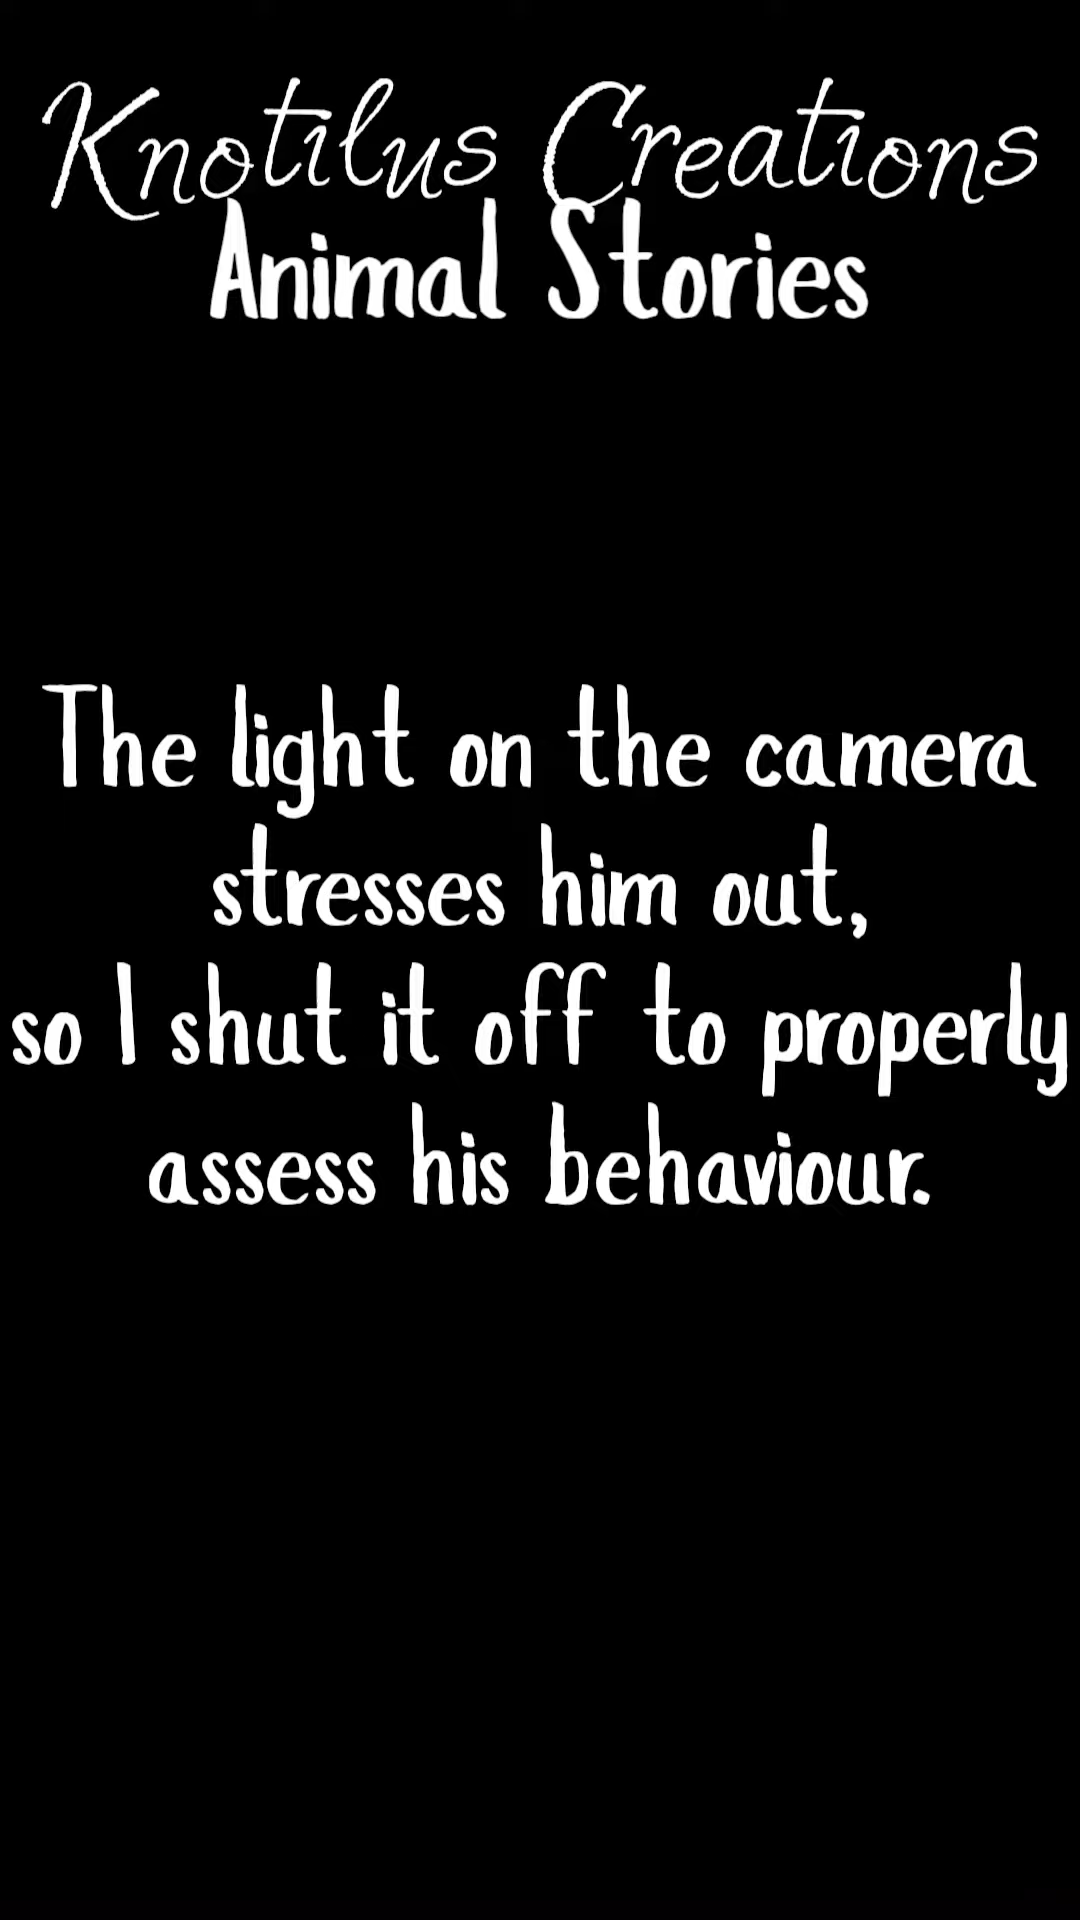 Knotilus Creations
Animal Stories
The light on the camera
stresses him out,
so I shut it off to properly
assess his behaviour.